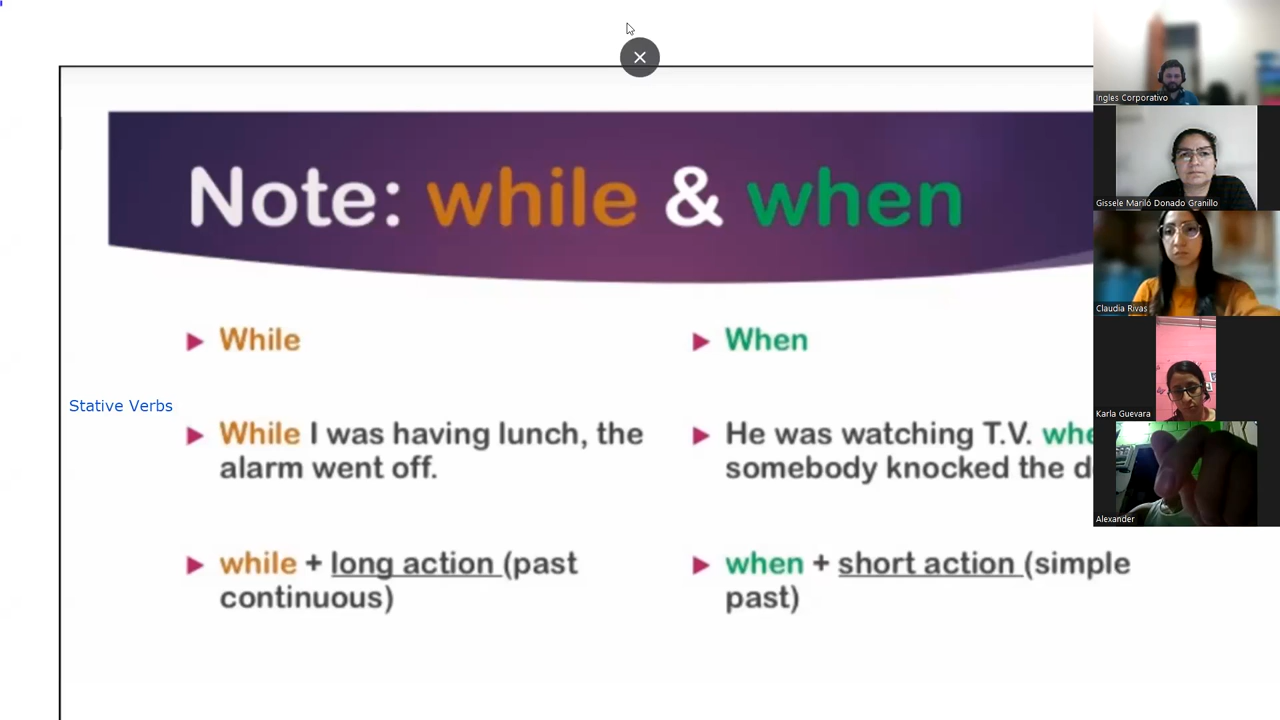 Note: while & when
While
When
Stative Verbs
While I was having lunch, the
alarm went off.
He was watching T.V.
somebody knocked the
while + long action (past
continuous)
when + short action (simple
past)
Ingles Corporativo
Gissele Mariló Donado Granillo
Claudia Rivas
Karla Guevara
Alexander